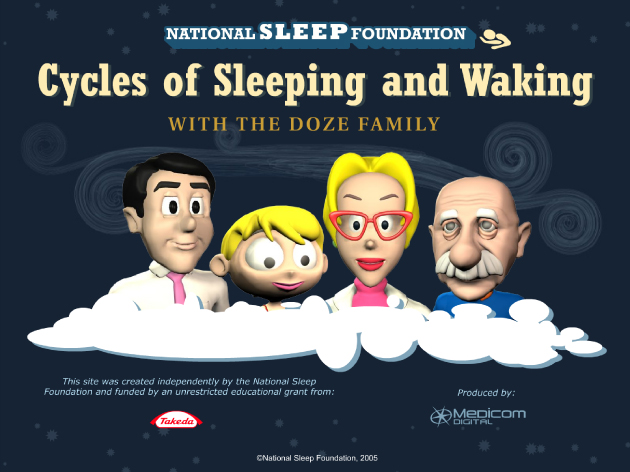 NATIONAL SLEEP FOUNDATION
Cycles of Sleeping and Waking
WITH THE DOZE FAMILY
This site was created independently by the National Sleep
Foundation and funded by an unrestricted educational grant from:
Produced by:
Takeda
MEDICOM
DIGITAL
©National Sleep Foundation, 2005